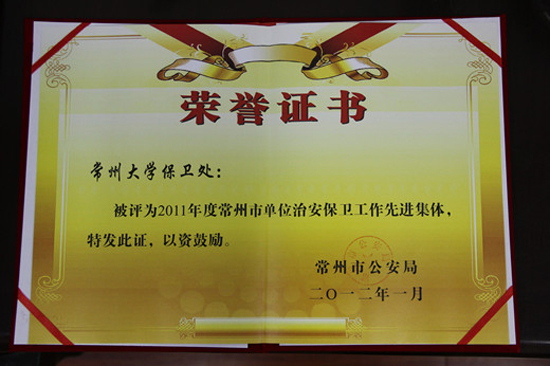 荣誉证书
常州大学保卫处：
被评为2011年度常州市单位治安保卫工作先进集体，
特发此证，以资鼓励。
常州市公安局
二〇一二年一月